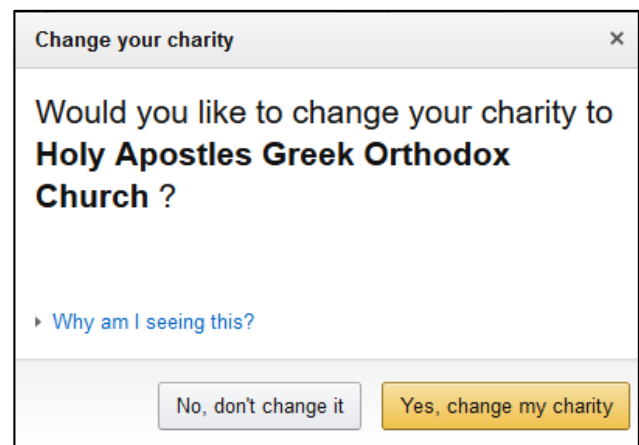 Change your charity ×
Would you like to change your charity to
Holy Apostles Greek Orthodox
Church ?
Why am I seeing this?
No, don't change it Yes, change my charity